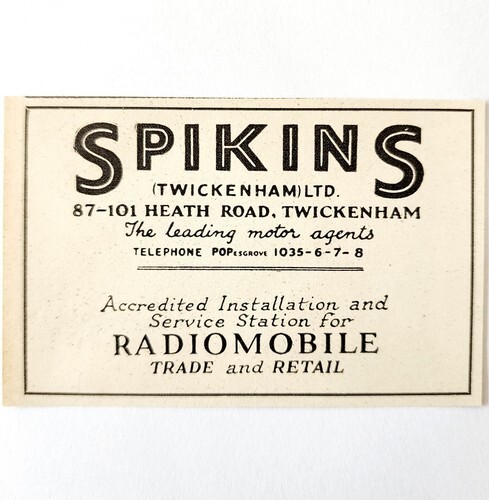 SPIKINS
(TWICKENHAM) LTD.
87-101 HEATH ROAD, TWICKENHAM
The leading motor agents
TELEPHONE POPESGROVE 1035-6-7-8
Accredited Installation and
Service Station for
RADIOMOBILE
TRADE and RETAIL